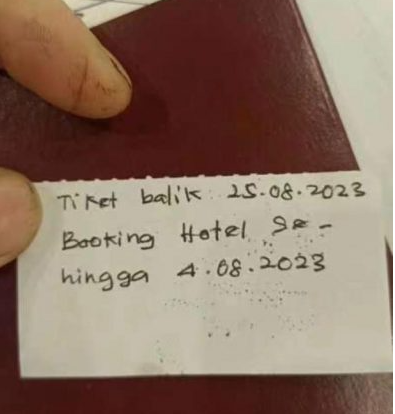 Tiket balik: 25.08.2023
Booking Hotel se-
hingga 4.08.2023